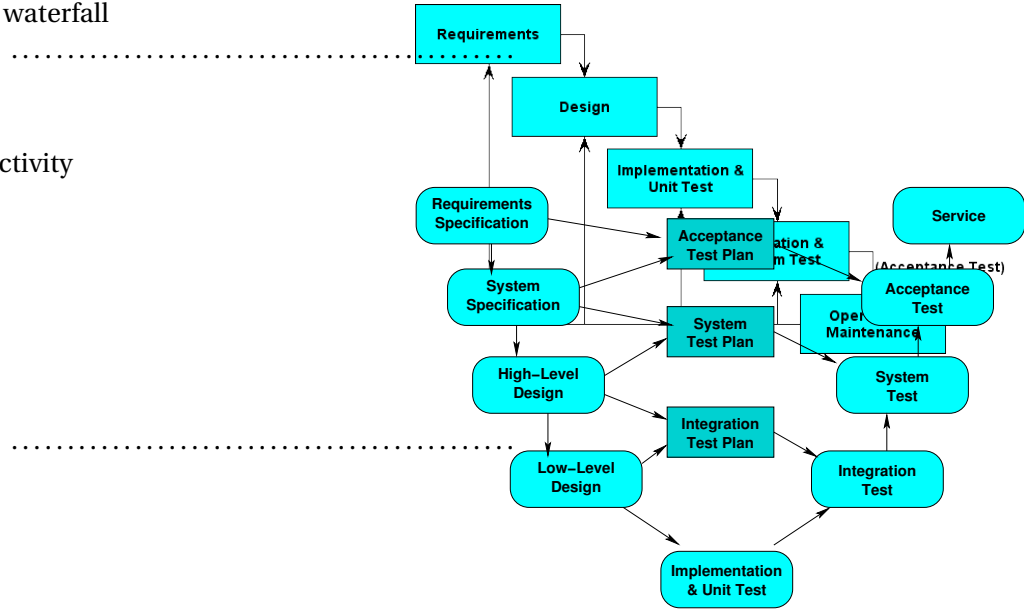 waterfall
Requirements
Design
ctivity
Implementation &
Unit Test
Requirements
Specification
Service
Acceptance
Test Plan
ation &
m Test
(Acceptance Test)
System
Specification
Acceptance
Test
Oper
Maintenance
System
Test Plan
High–Level
Design
System
Test
Integration
Test Plan
Low–Level
Design
Integration
Test
Implementation
& Unit Test